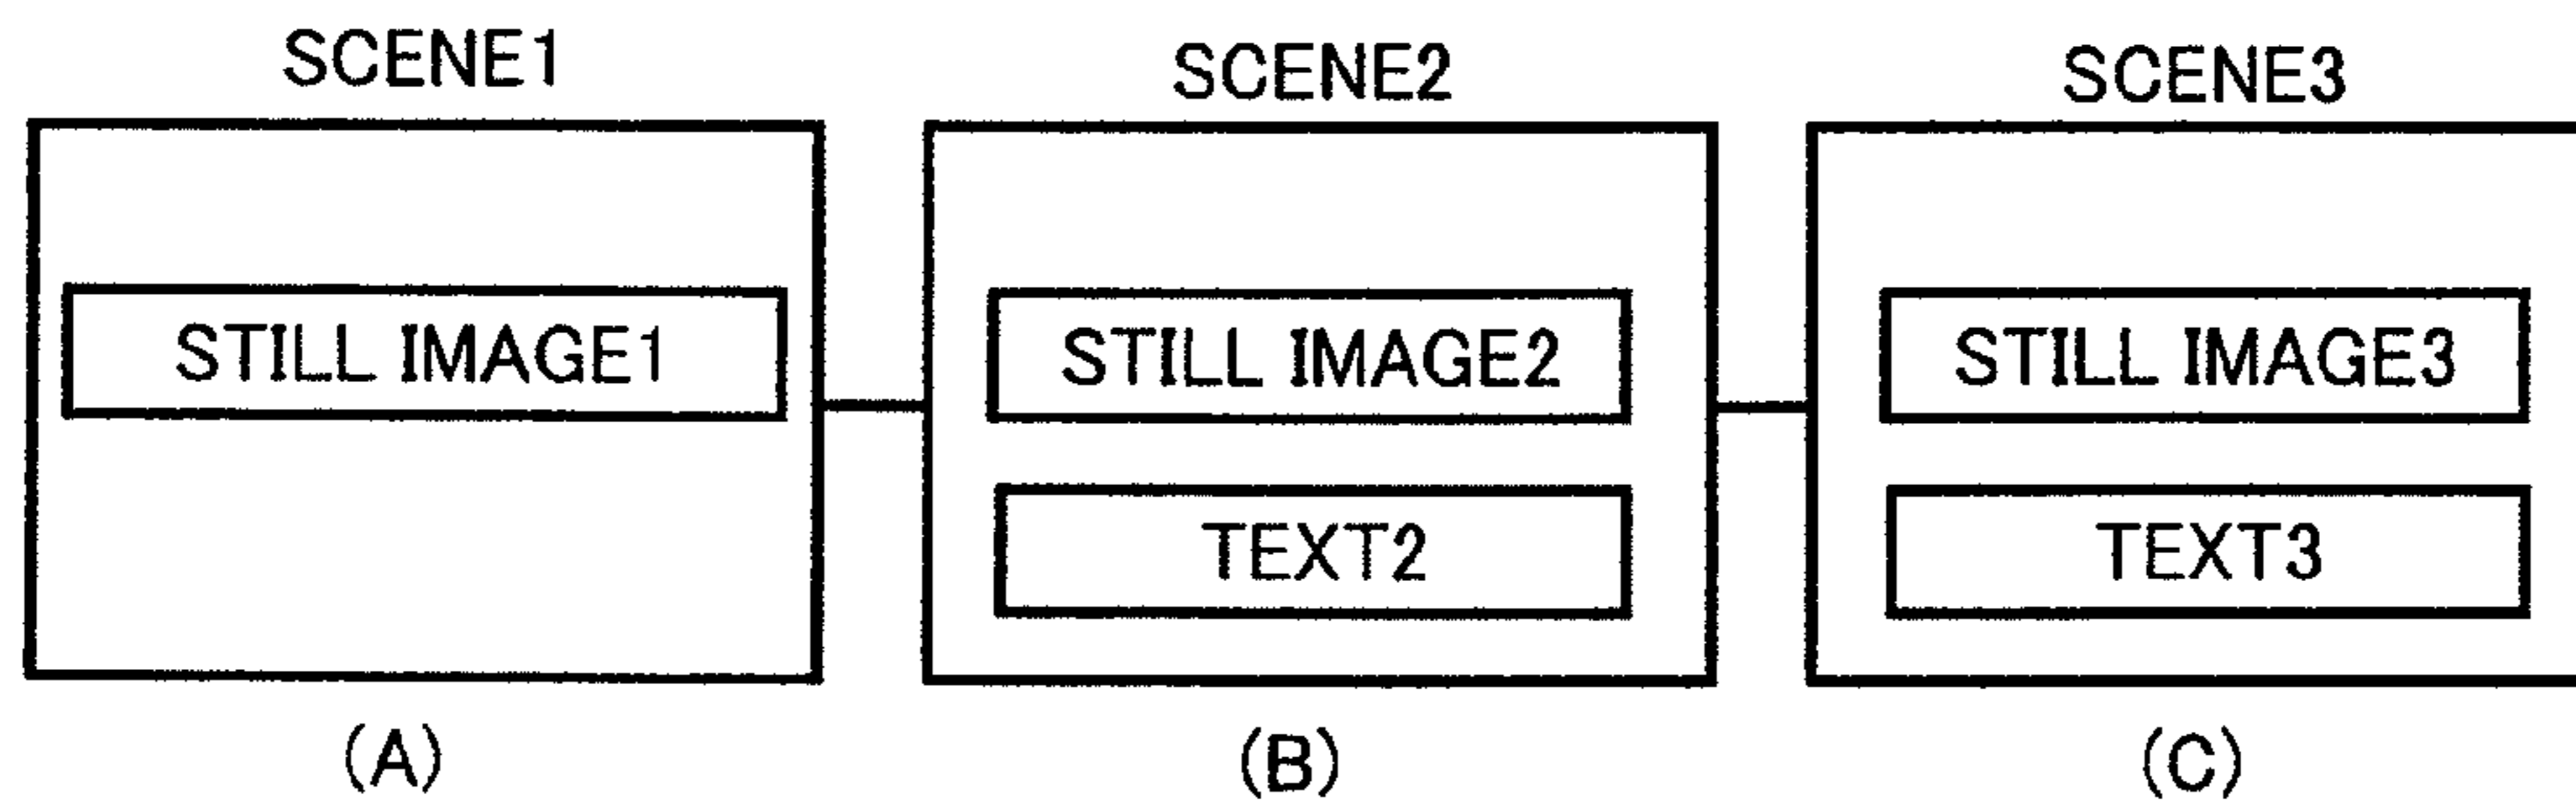 SCENE1
STILL IMAGE1
(A)
SCENE2
STILL IMAGE2
TEXT2
(B)
SCENE3
STILL IMAGE3
TEXT3
(C)